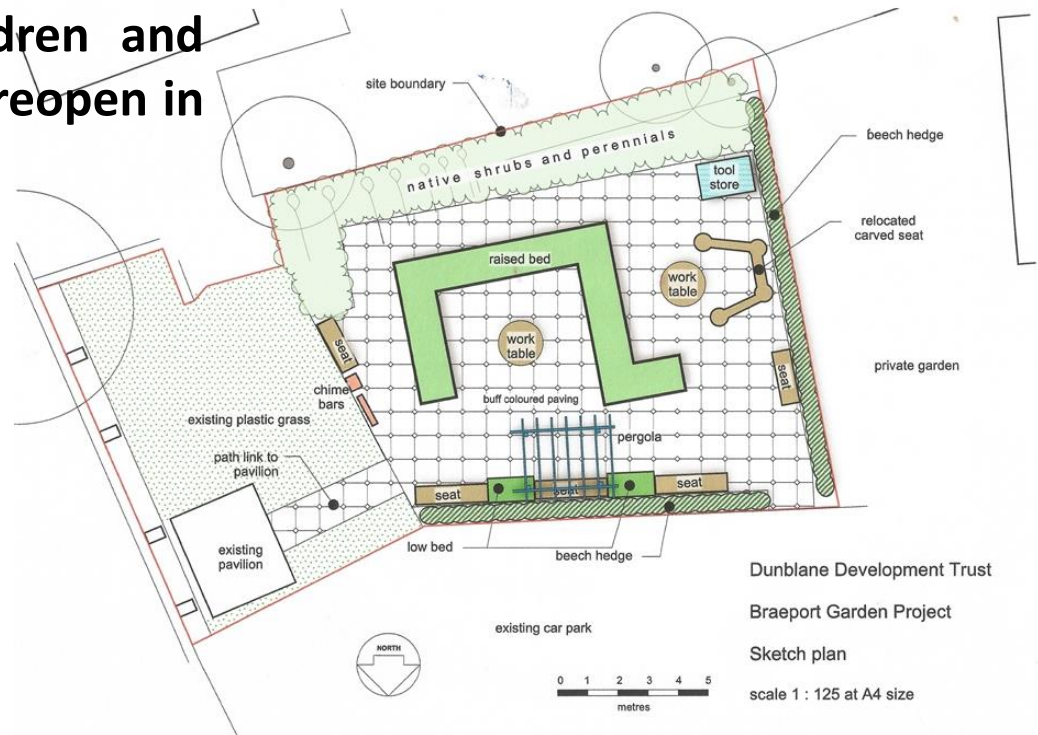 dren and
reopen in
site boundary
native shrubs and perennials
beech hedge
tool
store
relocated
carved seat
raised bed
work
table
work
table
seat
seat
private garden
chime
bars
buff coloured paving
existing plastic grass
pergola
path link to
pavilion
seat
seat
seat
low bed
beech hedge
existing
pavilion
Dunblane Development Trust
Braeport Garden Project
Sketch plan
scale 1 : 125 at A4 size
existing car park
NORTH
0 1 2 3 4 5
metres